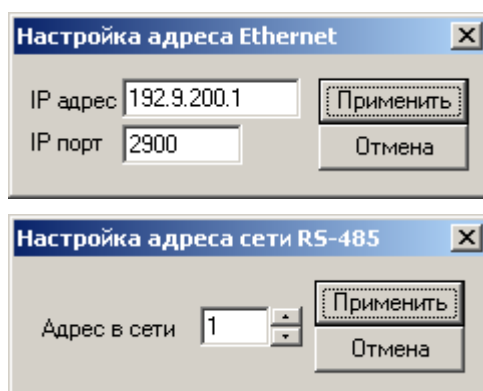 Настройка адреса Ethernet
IP адрес 192.9.200.1 Применить
IP порт 2900 Отмена
Настройка адреса сети RS-485
Применить
Адрес в сети 1
Отмена